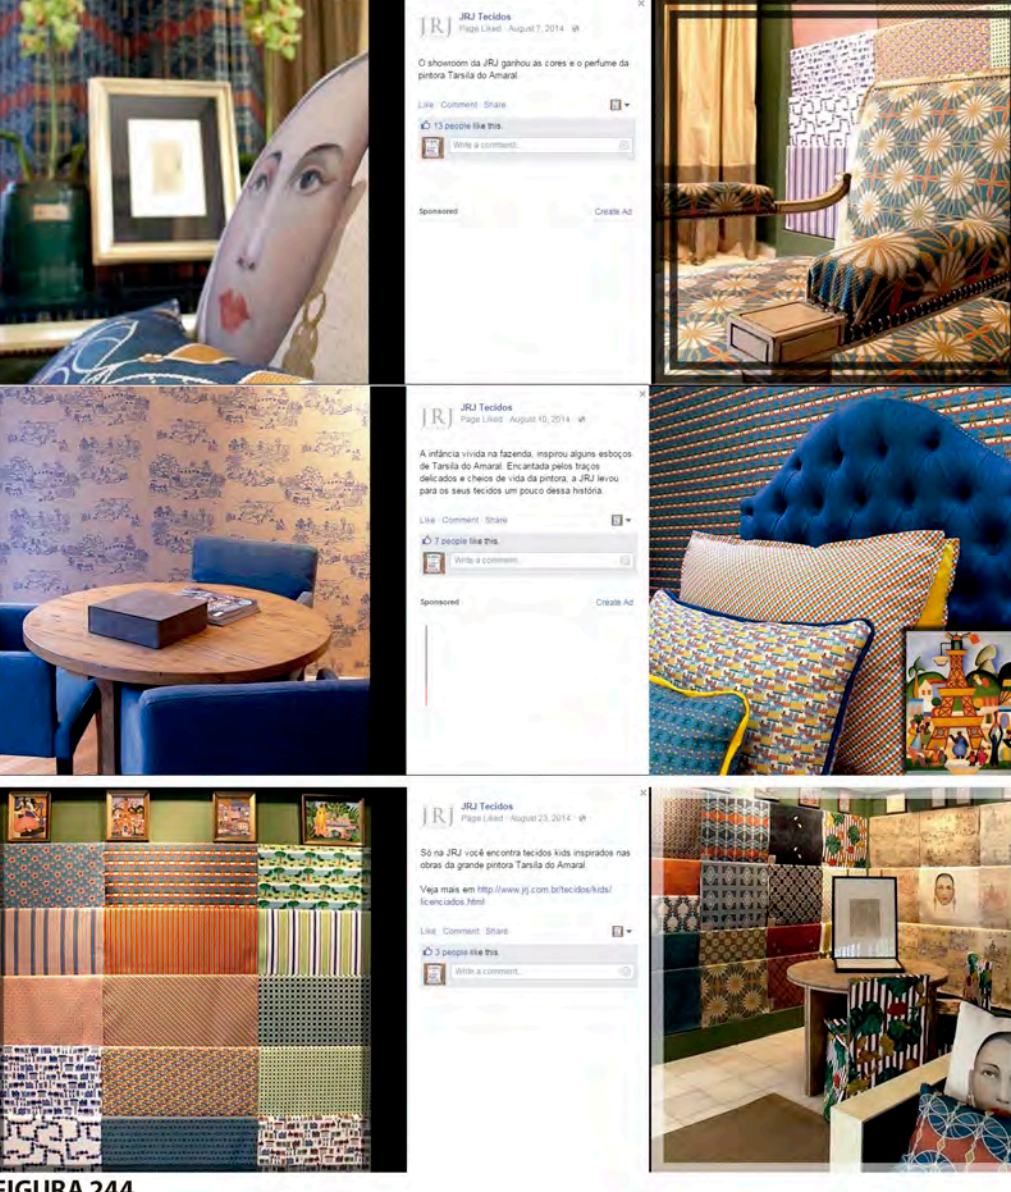 JRJ
JRJ Tecidos
Page Liked · August 7, 2014
O showroom da JRJ ganhou as cores e o perfume da
pintora Tarsila do Amaral.
Like Comment Share
13 people like this.
Write a comment...
Sponsored
Create Ad
JRJ
JRJ Tecidos
Page Liked · August 10, 2014
A infância vivida na fazenda, inspirou alguns esboços
de Tarsila do Amaral. Encantada pelos traços
delicados e cheios de vida da pintora, a JRJ levou
para os seus tecidos um pouco dessa história.
Like Comment Share
7 people like this.
Write a comment...
Sponsored
Create Ad
JRJ
JRJ Tecidos
Page Liked · August 23, 2014
Só na JRJ você encontra tecidos kids inspirados nas
obras da grande pintora Tarsila do Amaral.
Veja mais em http://www.jrj.com.br/tecidos/kids/
licenciados.html
Like Comment Share
3 people like this.
Write a comment...
FIGURA 244